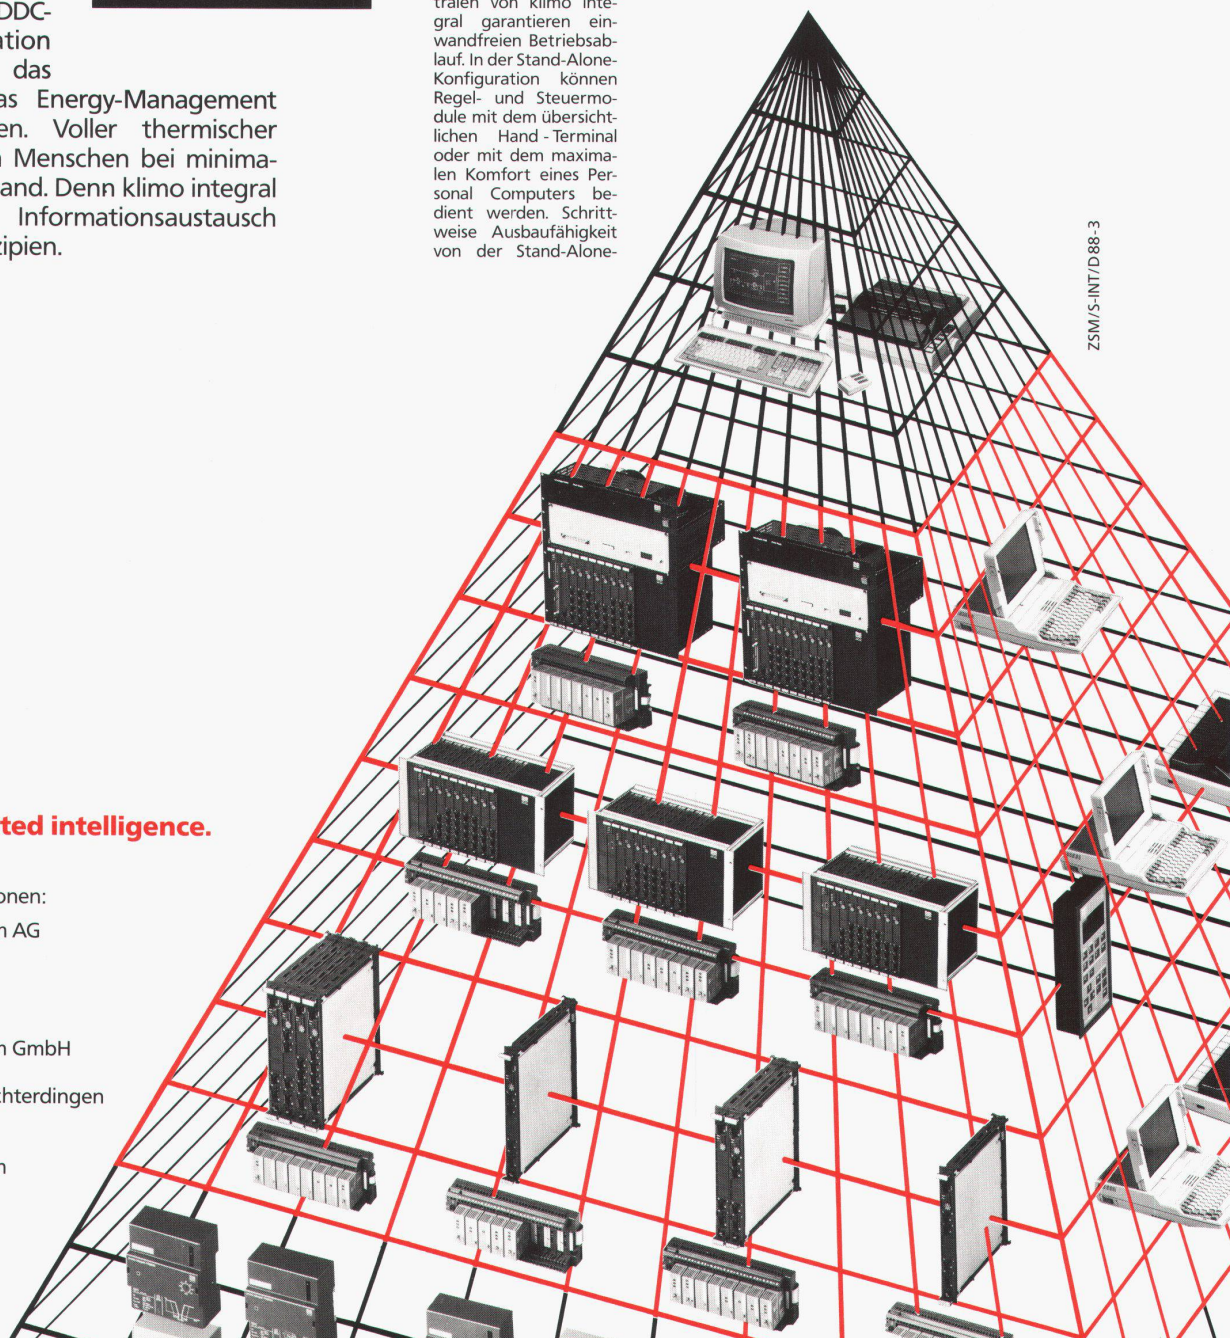 DDC-
ation
das
as Energy-Management
en. Voller thermischer
n Menschen bei minima-
and. Denn klimo integral
Informationsaustausch
zipien.
tralen von klimo inte-
gral garantieren ein-
wandfreien Betriebsab-
lauf. In der Stand-Alone-
Konfiguration können
Regel- und Steuermo-
dule mit dem übersicht-
lichen Hand-Terminal
oder mit dem maxima-
len Komfort eines Per-
sonal Computers be-
dient werden. Schritt-
weise Ausbaufähigkeit
von der Stand-Alone-
ZSM/S-INT/D88-3
ted intelligence.
onen:
n AG
n GmbH
chterdingen
n